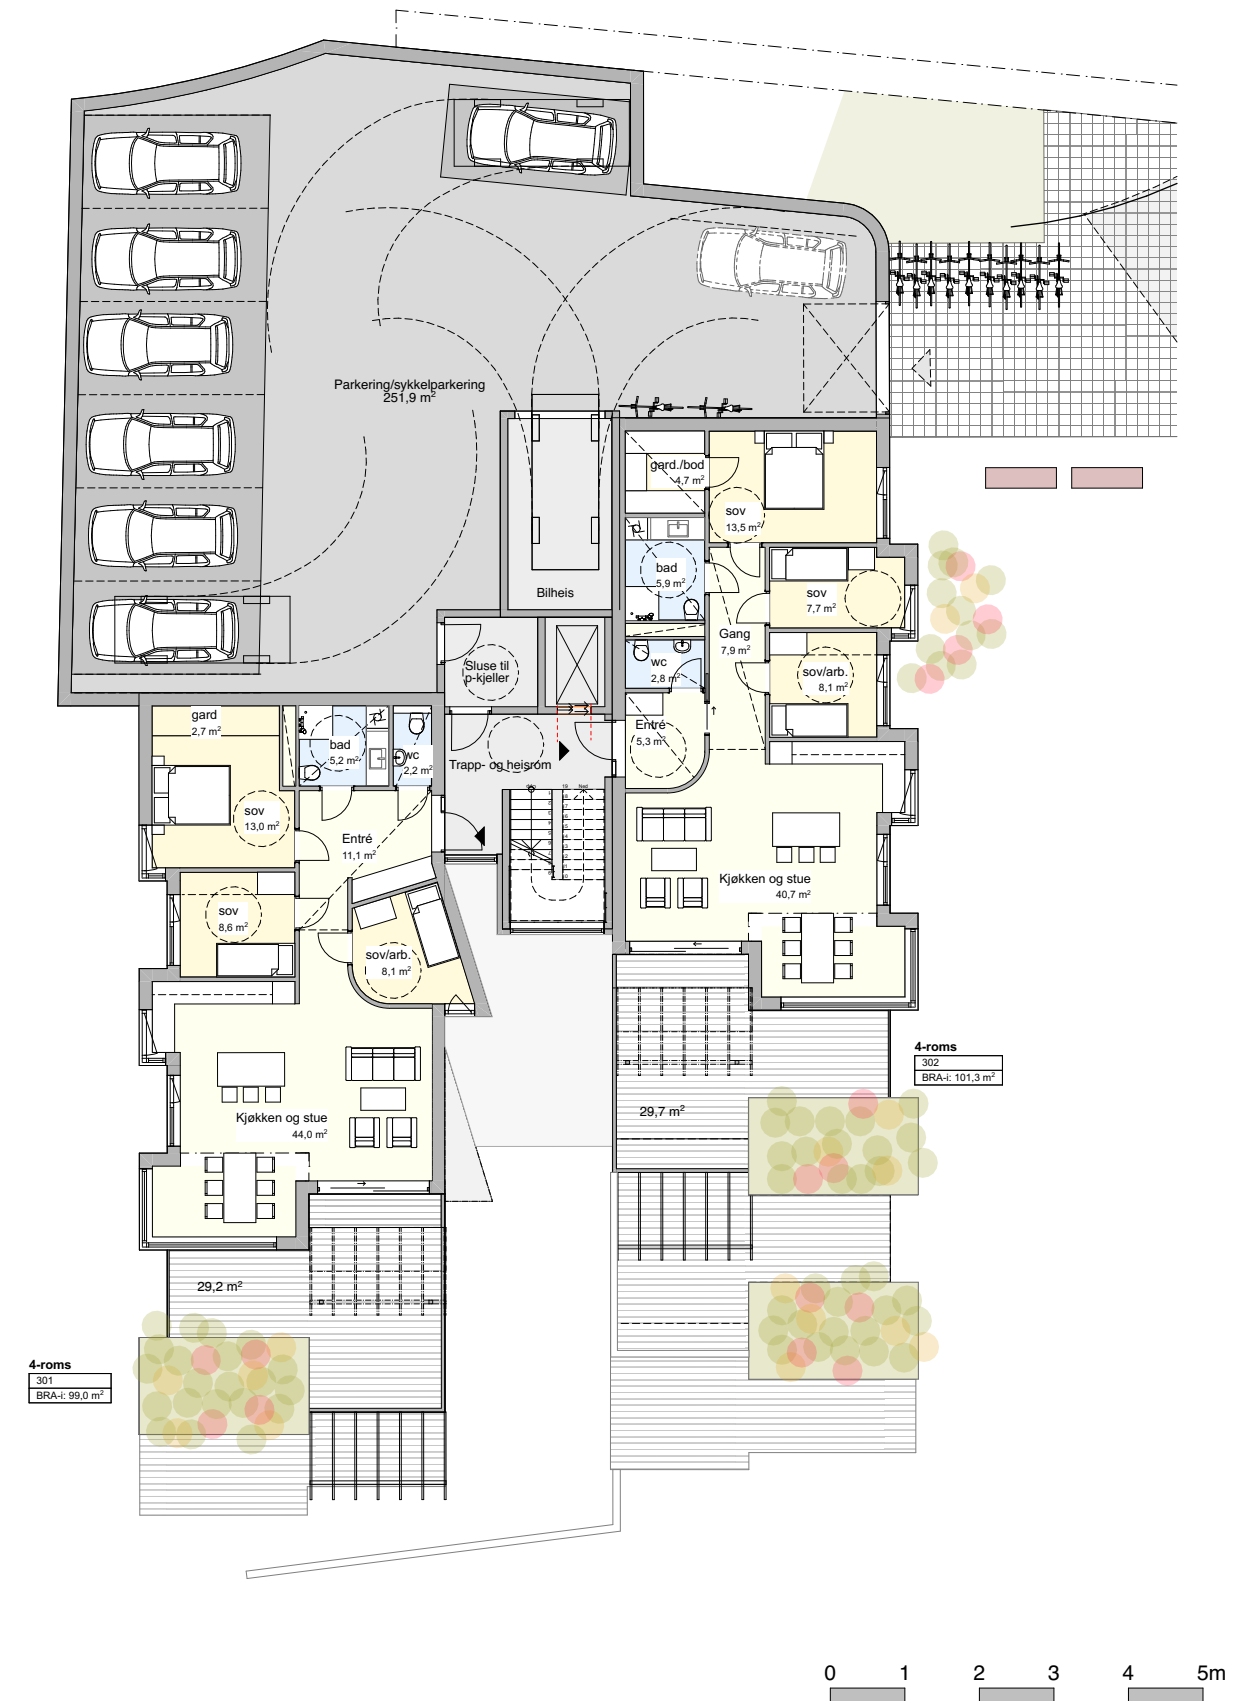 Parkering/sykkelparkering
251,9 m²
Bilheis
gard./bod
4,7 m²
sov
13,5 m²
bad
5,9 m²
sov
7,7 m²
Gang
7,9 m²
wc
2,8 m²
sov/arb.
8,1 m²
Sluse til
p-kjeller
Entré
5,3 m²
Trapp- og heisrom
gard
2,7 m²
bad
5,2 m²
wc
2,2 m²
sov
13,0 m²
Entré
11,1 m²
Kjøkken og stue
40,7 m²
sov
8,6 m²
sov/arb.
8,1 m²
4-roms
302
BRA-i: 101,3 m²
29,7 m²
Kjøkken og stue
44,0 m²
29,2 m²
4-roms
301
BRA-i: 99,0 m²
0 1 2 3 4 5m